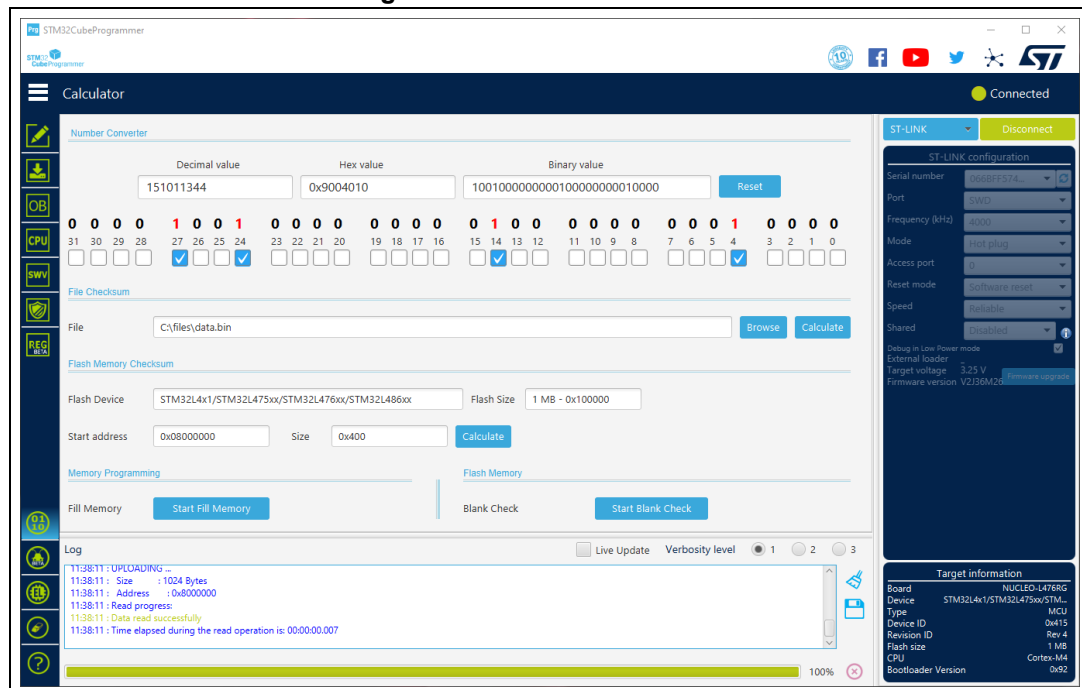 Prg STM32CubeProgrammer
STM32
CubeProgrammer
10
Calculator
Connected
ST-LINK
Disconnect
Number Converter
Decimal value Hex value Binary value
151011344 0x9004010 1001000000000100000000010000 Reset
0 0 0 0 1 0 0 1 0 0 0 0 0 0 0 0 0 1 0 0 0 0 0 0 0 0 0 1 0 0 0 0
31 30 29 28 27 26 25 24 23 22 21 20 19 18 17 16 15 14 13 12 11 10 9 8 7 6 5 4 3 2 1 0
File Checksum
File C:\files\data.bin Browse Calculate
Flash Memory Checksum
Flash Device STM32L4x1/STM32L475xx/STM32L476xx/STM32L486xx Flash Size 1 MB - 0x100000
Start address 0x08000000 Size 0x400 Calculate
Memory Programming Flash Memory
Fill Memory Start Fill Memory Blank Check Start Blank Check
OB
CPU
SWV
REG
BETA
01
10
BETA
?
Log Live Update Verbosity level 1 2 3
11:38:11 : UPLOADING ...
11:38:11 : Size : 1024 Bytes
11:38:11 : Address : 0x8000000
11:38:11 : Read progress:
11:38:11 : Data read successfully
11:38:11 : Time elapsed during the read operation is: 00:00:00.007
100%
ST-LINK configuration
Serial number 066BFF574...
Port SWD
Frequency (kHz) 4000
Mode Hot plug
Access port 0
Reset mode Software reset
Speed Reliable
Shared Disabled
Debug in Low Power mode
External loader _
Target voltage 3.25 V
Firmware version V2J36M26 Firmware upgrade
Target information
Board NUCLEO-L476RG
Device STM32L4x1/STM32L475xx/STM...
Type MCU
Device ID 0x415
Revision ID Rev 4
Flash size 1 MB
CPU Cortex-M4
Bootloader Version 0x92